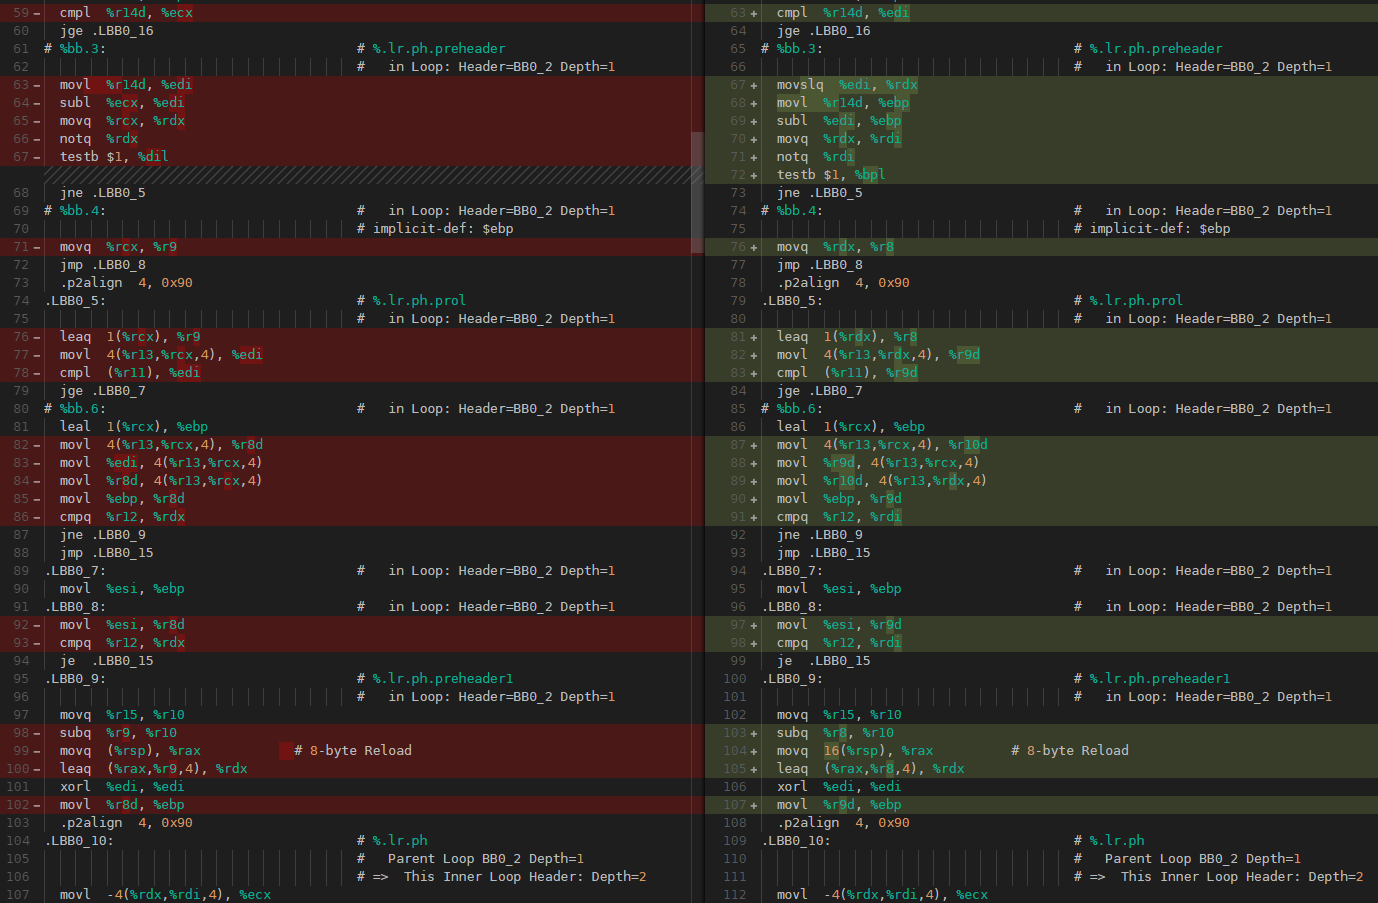 59 − cmpl %r14d, %ecx
60 jge .LBB0_16
61 # %bb.3: # %.lr.ph.preheader
62 # in Loop: Header=BB0_2 Depth=1
63 − movl %r14d, %edi
64 − subl %ecx, %edi
65 − movq %rcx, %rdx
66 − notq %rdx
67 − testb $1, %dil
68 jne .LBB0_5
69 # %bb.4: # in Loop: Header=BB0_2 Depth=1
70 # implicit-def: $ebp
71 − movq %rcx, %r9
72 jmp .LBB0_8
73 .p2align 4, 0x90
74 .LBB0_5: # %.lr.ph.prol
75 # in Loop: Header=BB0_2 Depth=1
76 − leaq 1(%rcx), %r9
77 − movl 4(%r13,%rcx,4), %edi
78 − cmpl (%r11), %edi
79 jge .LBB0_7
80 # %bb.6: # in Loop: Header=BB0_2 Depth=1
81 leal 1(%rcx), %ebp
82 − movl 4(%r13,%rcx,4), %r8d
83 − movl %edi, 4(%r13,%rcx,4)
84 − movl %r8d, 4(%r13,%rcx,4)
85 − movl %ebp, %r8d
86 − cmpq %r12, %rdx
87 jne .LBB0_9
88 jmp .LBB0_15
89 .LBB0_7: # in Loop: Header=BB0_2 Depth=1
90 movl %esi, %ebp
91 .LBB0_8: # in Loop: Header=BB0_2 Depth=1
92 − movl %esi, %r8d
93 − cmpq %r12, %rdx
94 je .LBB0_15
95 .LBB0_9: # %.lr.ph.preheader1
96 # in Loop: Header=BB0_2 Depth=1
97 movq %r15, %r10
98 − subq %r9, %r10
99 − movq (%rsp), %rax # 8-byte Reload
100 − leaq (%rax,%r9,4), %rdx
101 xorl %edi, %edi
102 − movl %r8d, %ebp
103 .p2align 4, 0x90
104 .LBB0_10: # %.lr.ph
105 # Parent Loop BB0_2 Depth=1
106 # => This Inner Loop Header: Depth=2
107 movl -4(%rdx,%rdi,4), %ecx
63 + cmpl %r14d, %edi
64 jge .LBB0_16
65 # %bb.3: # %.lr.ph.preheader
66 # in Loop: Header=BB0_2 Depth=1
67 + movslq %edi, %rdx
68 + movl %r14d, %ebp
69 + subl %edi, %ebp
70 + movq %rdx, %rdi
71 + notq %rdi
72 + testb $1, %bpl
73 jne .LBB0_5
74 # %bb.4: # in Loop: Header=BB0_2 Depth=1
75 # implicit-def: $ebp
76 + movq %rdx, %r8
77 jmp .LBB0_8
78 .p2align 4, 0x90
79 .LBB0_5: # %.lr.ph.prol
80 # in Loop: Header=BB0_2 Depth=1
81 + leaq 1(%rdx), %r8
82 + movl 4(%r13,%rdx,4), %r9d
83 + cmpl (%r11), %r9d
84 jge .LBB0_7
85 # %bb.6: # in Loop: Header=BB0_2 Depth=1
86 leal 1(%rcx), %ebp
87 + movl 4(%r13,%rcx,4), %r10d
88 + movl %r9d, 4(%r13,%rcx,4)
89 + movl %r10d, 4(%r13,%rdx,4)
90 + movl %ebp, %r9d
91 + cmpq %r12, %rdi
92 jne .LBB0_9
93 jmp .LBB0_15
94 .LBB0_7: # in Loop: Header=BB0_2 Depth=1
95 movl %esi, %ebp
96 .LBB0_8: # in Loop: Header=BB0_2 Depth=1
97 + movl %esi, %r9d
98 + cmpq %r12, %rdi
99 je .LBB0_15
100 .LBB0_9: # %.lr.ph.preheader1
101 # in Loop: Header=BB0_2 Depth=1
102 movq %r15, %r10
103 + subq %r8, %r10
104 + movq 16(%rsp), %rax # 8-byte Reload
105 + leaq (%rax,%r8,4), %rdx
106 xorl %edi, %edi
107 + movl %r9d, %ebp
108 .p2align 4, 0x90
109 .LBB0_10: # %.lr.ph
110 # Parent Loop BB0_2 Depth=1
111 # => This Inner Loop Header: Depth=2
112 movl -4(%rdx,%rdi,4), %ecx